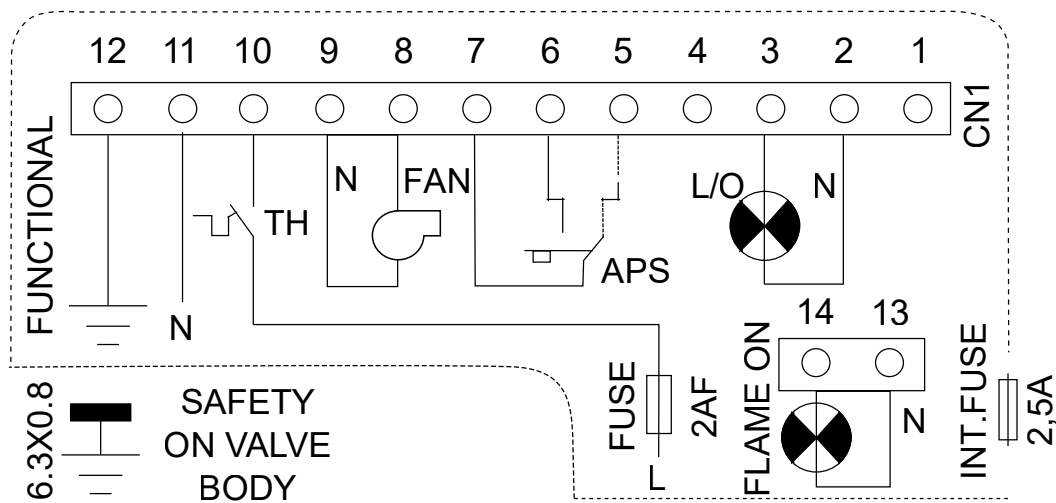 12 11 10 9 8 7 6 5 4 3 2 1
CN1
FUNCTIONAL
N
TH
N
FAN
APS
L/O
N
14 13
FLAME ON
N
FUSE
2AF
L
INT.FUSE
2,5A
6.3X0.8
SAFETY
ON VALVE
BODY